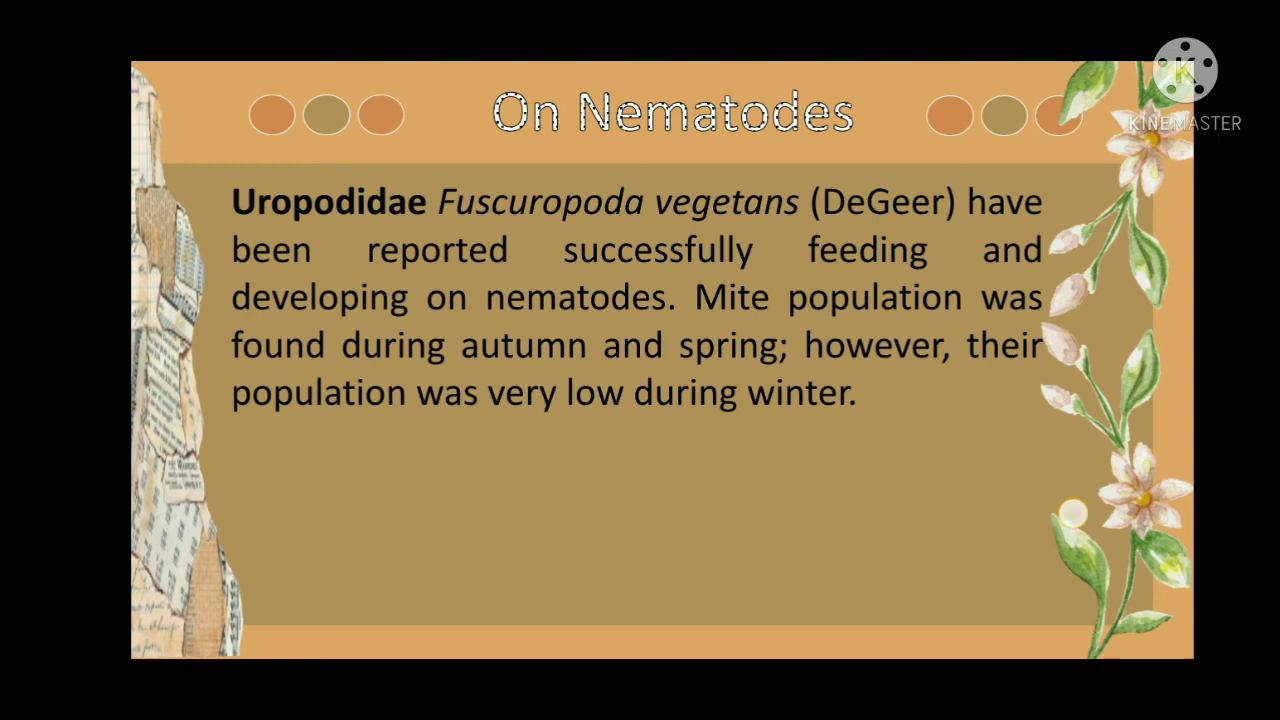 On Nematodes
KINEMASTER
Uropodidae Fuscuropoda vegetans (DeGeer) have
been reported successfully feeding and
developing on nematodes. Mite population was
found during autumn and spring; however, their
population was very low during winter.